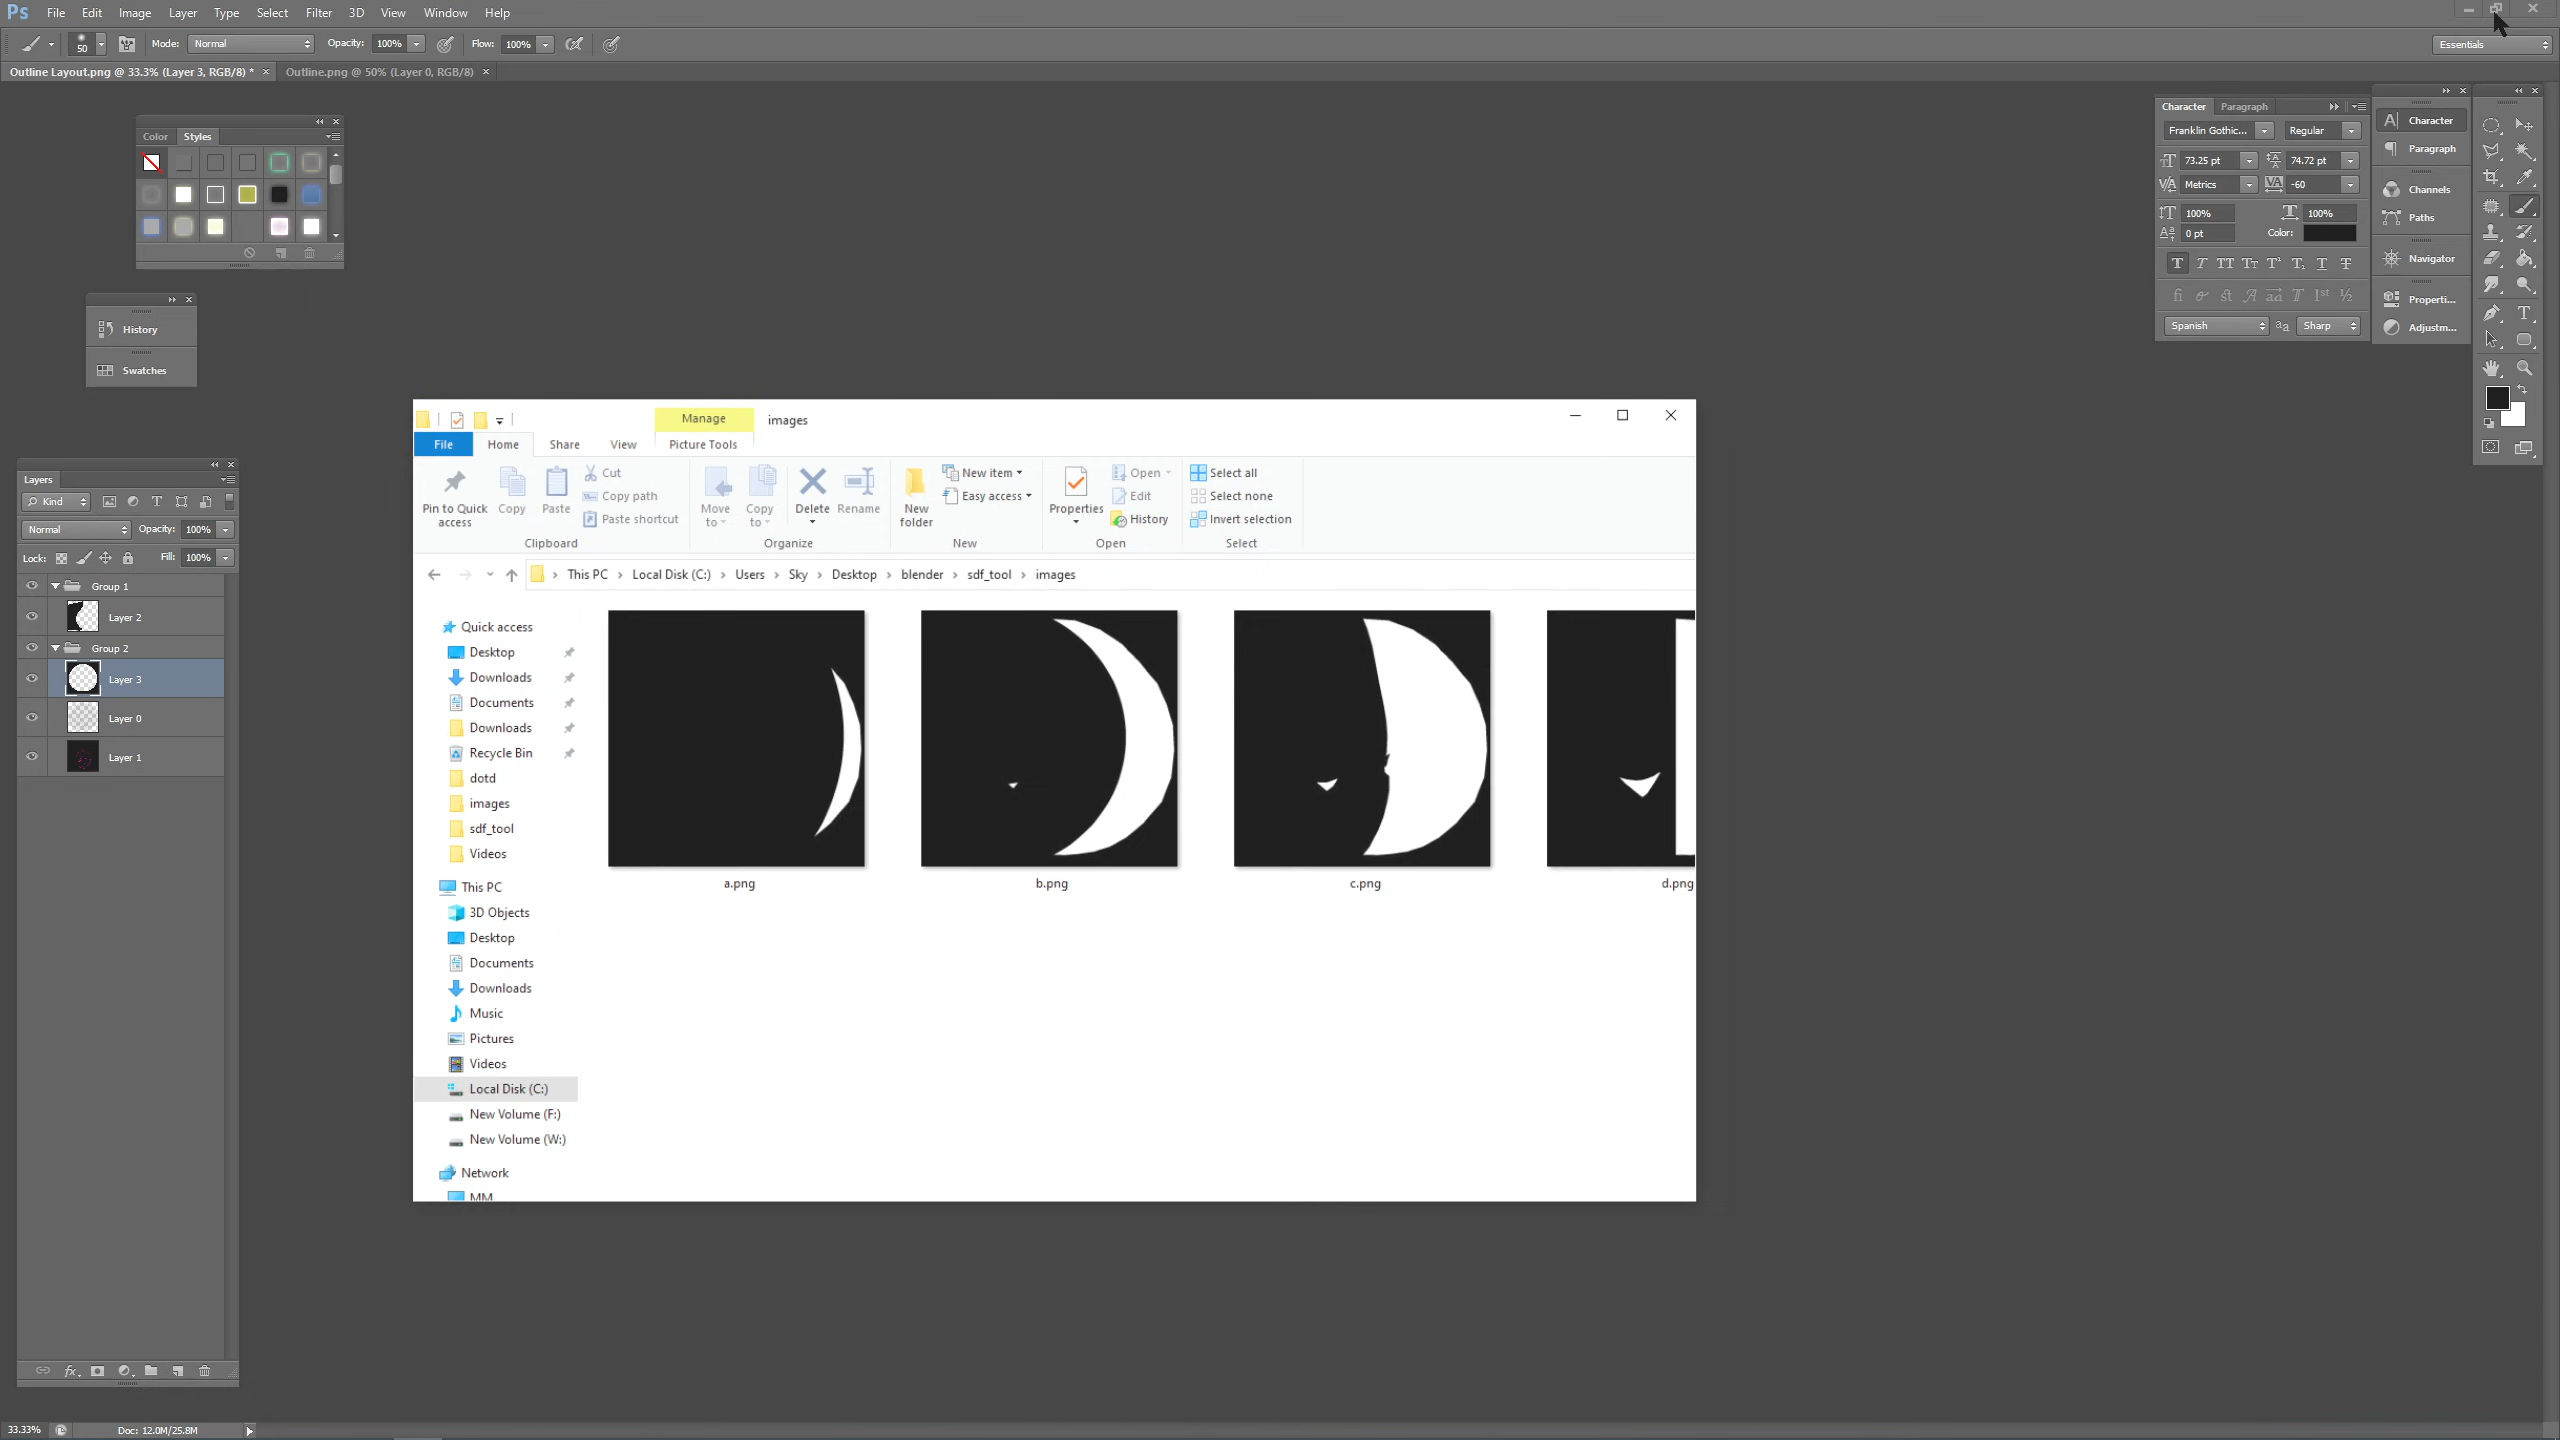 Ps File Edit Image Layer Type Select Filter 3D View Window Help
50 Mode: Normal Opacity: 100% Flow: 100% Essentials
Outline Layout.png @ 33.3% (Layer 3, RGB/8) * × Outline.png @ 50% (Layer 0, RGB/8) ×
Color Styles
History
Swatches
Layers
Kind
Normal Opacity: 100%
Lock: Fill: 100%
Group 1
Layer 2
Group 2
Layer 3
Layer 0
Layer 1
Manage images
File Home Share View Picture Tools
Pin to Quick access
Copy
Paste
Cut
Copy path
Paste shortcut
Clipboard
Move to
Copy to
Delete
Rename
Organize
New folder
New item
Easy access
New
Properties
Open
Edit
History
Open
Select all
Select none
Invert selection
Select
This PC › Local Disk (C:) › Users › Sky › Desktop › blender › sdf_tool › images
Quick access
Desktop
Downloads
Documents
Downloads
Recycle Bin
dotd
images
sdf_tool
Videos
This PC
3D Objects
Desktop
Documents
Downloads
Music
Pictures
Videos
Local Disk (C:)
New Volume (F:)
New Volume (W:)
Network
MM
a.png b.png c.png d.png
Character Paragraph
Franklin Gothic... Regular
73.25 pt 74.72 pt
Metrics -60
100% 100%
0 pt Color:
Spanish Sharp
Character
Paragraph
Channels
Paths
Navigator
Properti...
Adjustm...
33.33% Doc: 12.0M/25.8M